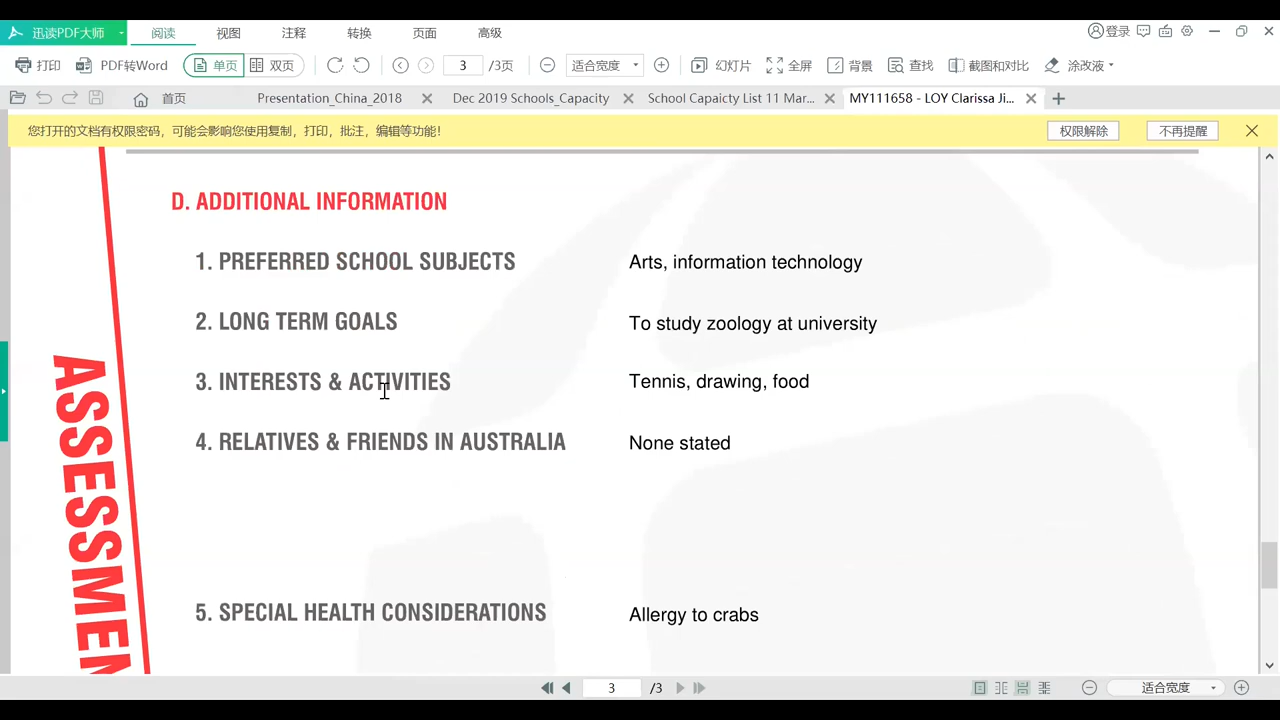 迅读PDF大师 阅读 视图 注释 转换 页面 高级 登录
打印 PDF转Word 单页 双页 3 /3页 适合宽度 幻灯片 全屏 背景 查找 截图和对比 涂改液
首页 Presentation_China_2018 Dec 2019 Schools_Capacity School Capaicty List 11 Mar... MY111658 - LOY Clarissa Ji...
您打开的文档有权限密码，可能会影响您使用复制，打印，批注，编辑等功能！ 权限解除 不再提醒
D. ADDITIONAL INFORMATION
1. PREFERRED SCHOOL SUBJECTS Arts, information technology
2. LONG TERM GOALS To study zoology at university
3. INTERESTS & ACTIVITIES Tennis, drawing, food
4. RELATIVES & FRIENDS IN AUSTRALIA None stated
5. SPECIAL HEALTH CONSIDERATIONS Allergy to crabs
ASSESSMEN
3 /3 适合宽度